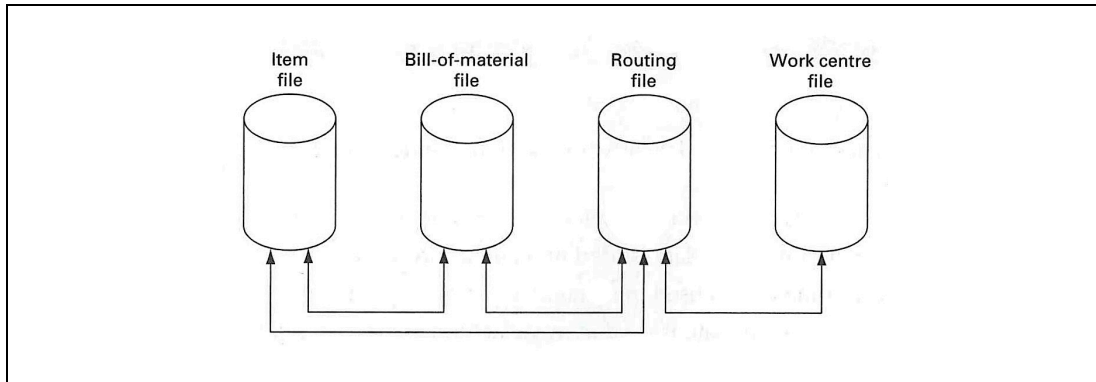 Item
file
Bill-of-material
file
Routing
file
Work centre
file